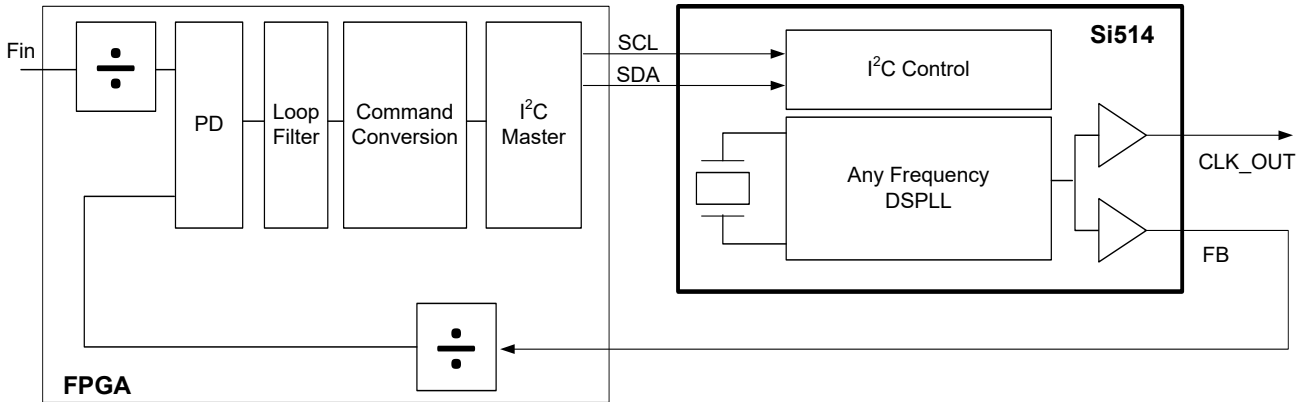 Fin
÷
PD
Loop
Filter
Command
Conversion
I²C
Master
SCL
SDA
Si514
I²C Control
Any Frequency
DSPLL
CLK_OUT
FB
÷
FPGA